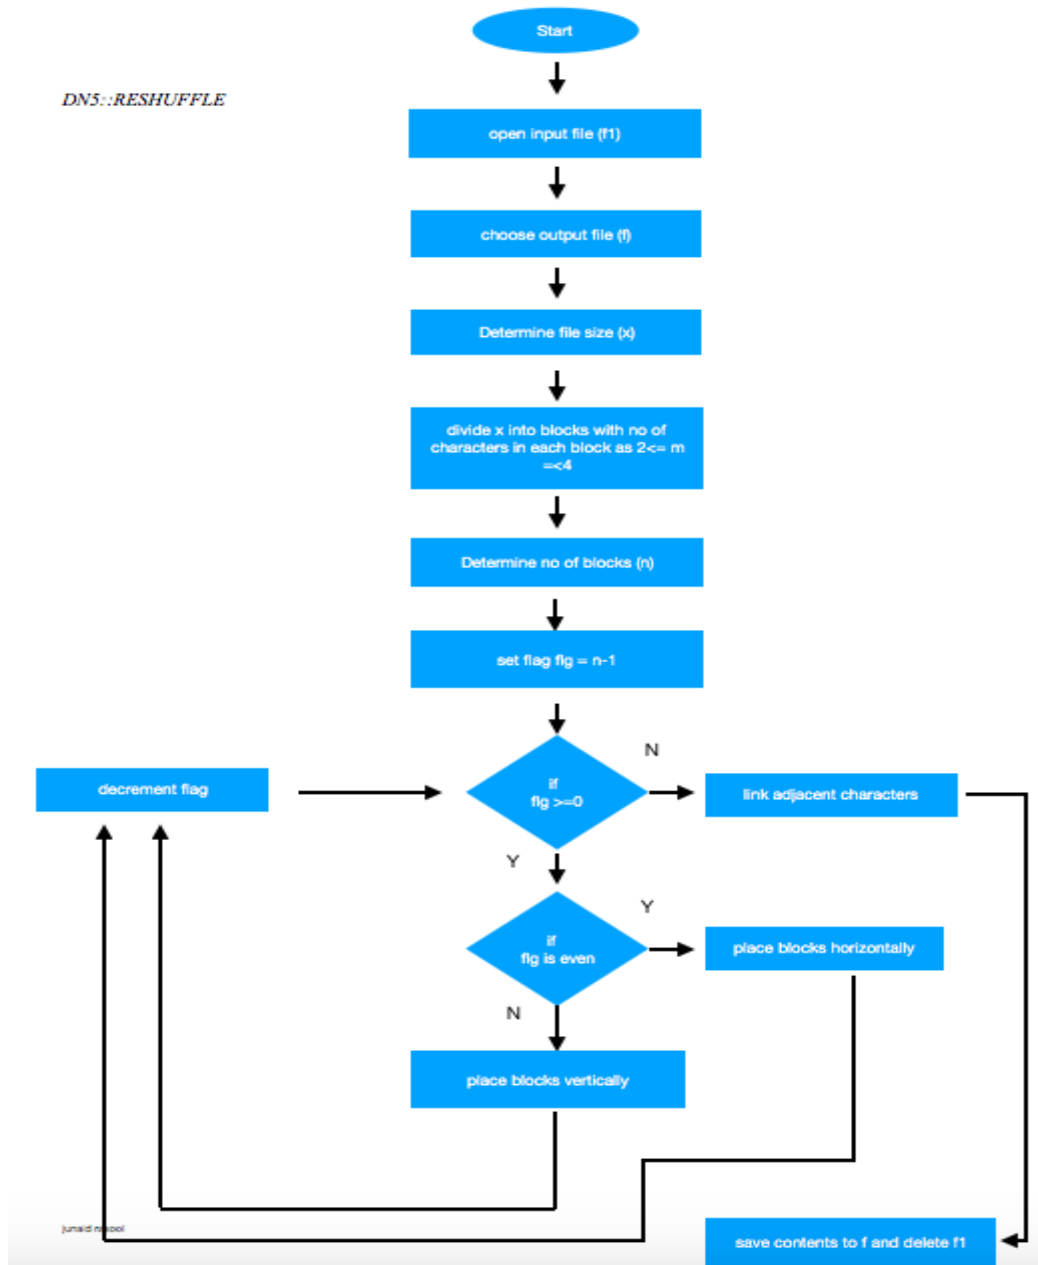 Start
DN5::RESHUFFLE
open input file (f1)
choose output file (f)
Determine file size (x)
divide x into blocks with no of
characters in each block as 2<= m
=<4
Determine no of blocks (n)
set flag flg = n-1
N
if
flg >=0
decrement flag
link adjacent characters
Y
Y
if
flg is even
place blocks horizontally
N
place blocks vertically
junaid
save contents to f and delete f1